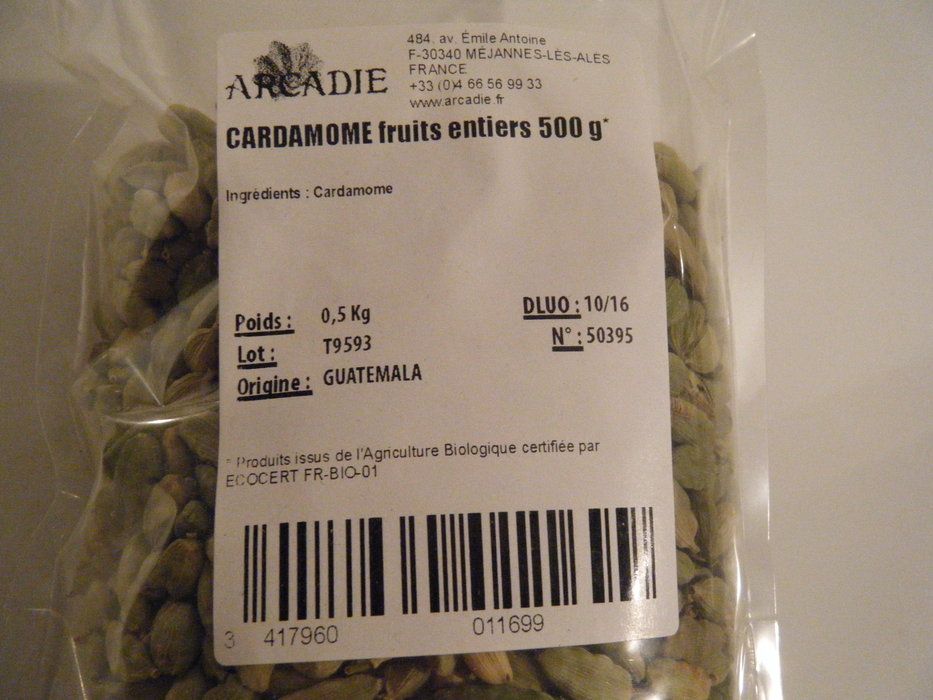 ARCADIE
484, av. Émile Antoine
F-30340 MÉJANNES-LÈS-ALÈS
FRANCE
+33 (0)4 66 56 99 33
www.arcadie.fr
CARDAMOME fruits entiers 500 g*
Ingrédients : Cardamome
Poids : 0,5 Kg
Lot : T9593
Origine : GUATEMALA
DLUO : 10/16
N° : 50395
* Produits issus de l'Agriculture Biologique certifiée par
ECOCERT FR-BIO-01
3 417960 011699